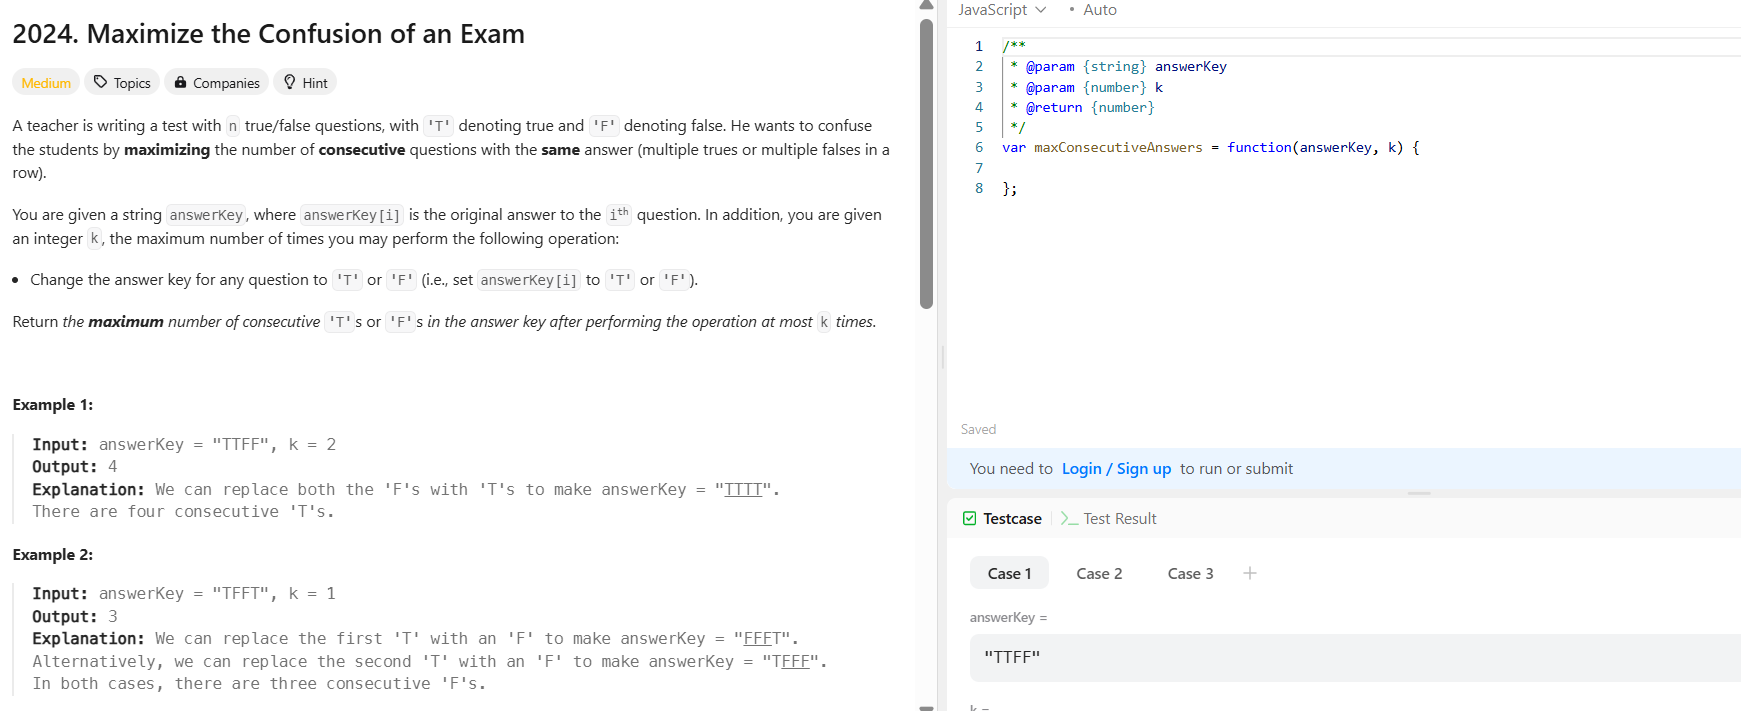 2024. Maximize the Confusion of an Exam
Medium Topics Companies Hint
A teacher is writing a test with n true/false questions, with 'T' denoting true and 'F' denoting false. He wants to confuse
the students by maximizing the number of consecutive questions with the same answer (multiple trues or multiple falses in a
row).
You are given a string answerKey, where answerKey[i] is the original answer to the ith question. In addition, you are given
an integer k, the maximum number of times you may perform the following operation:
• Change the answer key for any question to 'T' or 'F' (i.e., set answerKey[i] to 'T' or 'F').
Return the maximum number of consecutive 'T's or 'F's in the answer key after performing the operation at most k times.
Example 1:
Input: answerKey = "TTFF", k = 2
Output: 4
Explanation: We can replace both the 'F's with 'T's to make answerKey = "TTTT".
There are four consecutive 'T's.
Example 2:
Input: answerKey = "TFFT", k = 1
Output: 3
Explanation: We can replace the first 'T' with an 'F' to make answerKey = "FFFT".
Alternatively, we can replace the second 'T' with an 'F' to make answerKey = "TFFF".
In both cases, there are three consecutive 'F's.
JavaScript • Auto
1 /**
2 * @param {string} answerKey
3 * @param {number} k
4 * @return {number}
5 */
6 var maxConsecutiveAnswers = function(answerKey, k) {
7
8 };
Saved
You need to Login / Sign up to run or submit
Testcase >_ Test Result
Case 1 Case 2 Case 3 +
answerKey =
"TTFF"
k =